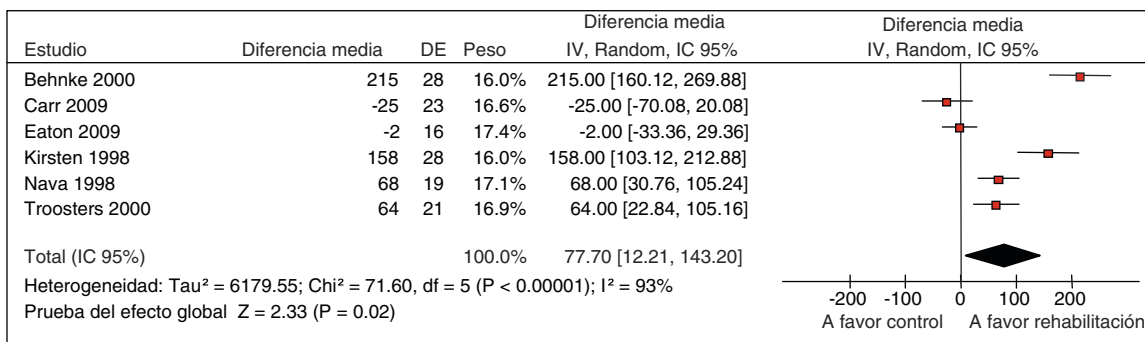 Diferencia media Diferencia media
Estudio Diferencia media DE Peso IV, Random, IC 95% IV, Random, IC 95%
Behnke 2000 215 28 16.0% 215.00 [160.12, 269.88]
Carr 2009 -25 23 16.6% -25.00 [-70.08, 20.08]
Eaton 2009 -2 16 17.4% -2.00 [-33.36, 29.36]
Kirsten 1998 158 28 16.0% 158.00 [103.12, 212.88]
Nava 1998 68 19 17.1% 68.00 [30.76, 105.24]
Troosters 2000 64 21 16.9% 64.00 [22.84, 105.16]
Total (IC 95%) 100.0% 77.70 [12.21, 143.20]
Heterogeneidad: Tau² = 6179.55; Chi² = 71.60, df = 5 (P < 0.00001); I² = 93%
Prueba del efecto global Z = 2.33 (P = 0.02)
-200 -100 0 100 200
A favor control A favor rehabilitación